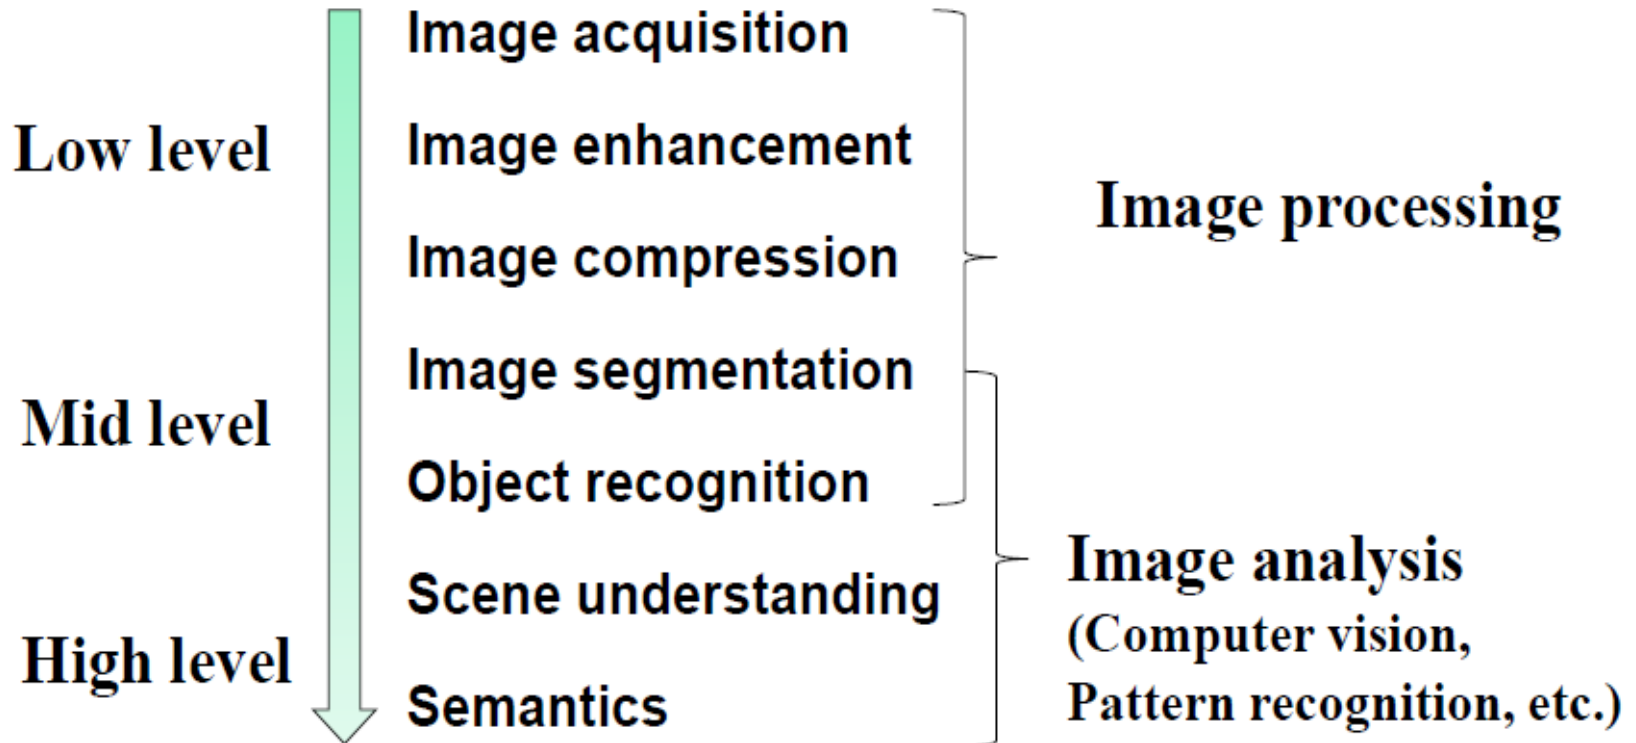 Low level
Mid level
High level
Image acquisition
Image enhancement
Image compression
Image segmentation
Object recognition
Scene understanding
Semantics
Image processing
Image analysis
(Computer vision,
Pattern recognition, etc.)